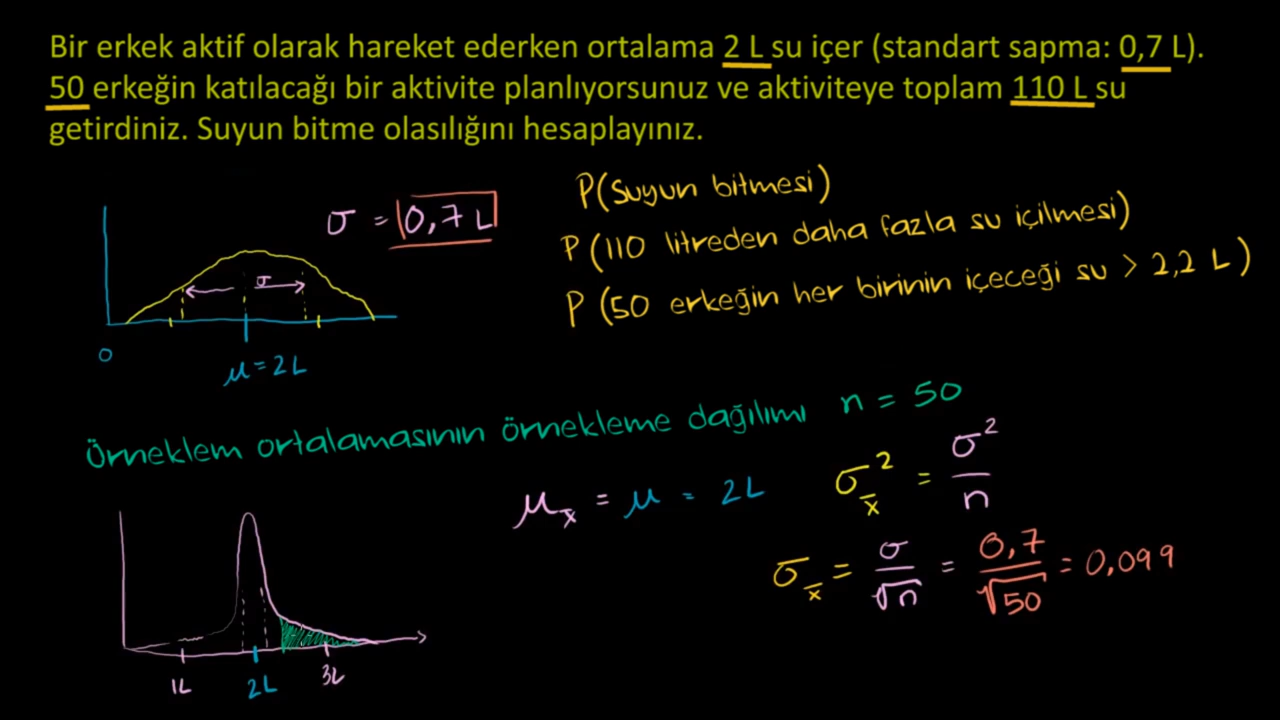 Bir erkek aktif olarak hareket ederken ortalama 2 L su içer (standart sapma: 0,7 L).
50 erkeğin katılacağı bir aktivite planlıyorsunuz ve aktiviteye toplam 110 L su
getirdiniz. Suyun bitme olasılığını hesaplayınız.
σ = 0,7 L
P(suyun bitmesi)
P(110 litreden daha fazla su içilmesi)
P(50 erkeğin her birinin içeceği su > 2,2 L)
σ
0
μ = 2L
Örneklem ortalamasının örnekleme dağılımı n = 50
μ_x̄ = μ = 2L
σ_x̄² = σ²/n
σ_x̄ = σ/√n = 0,7/√50 = 0,099
1L 2L 3L